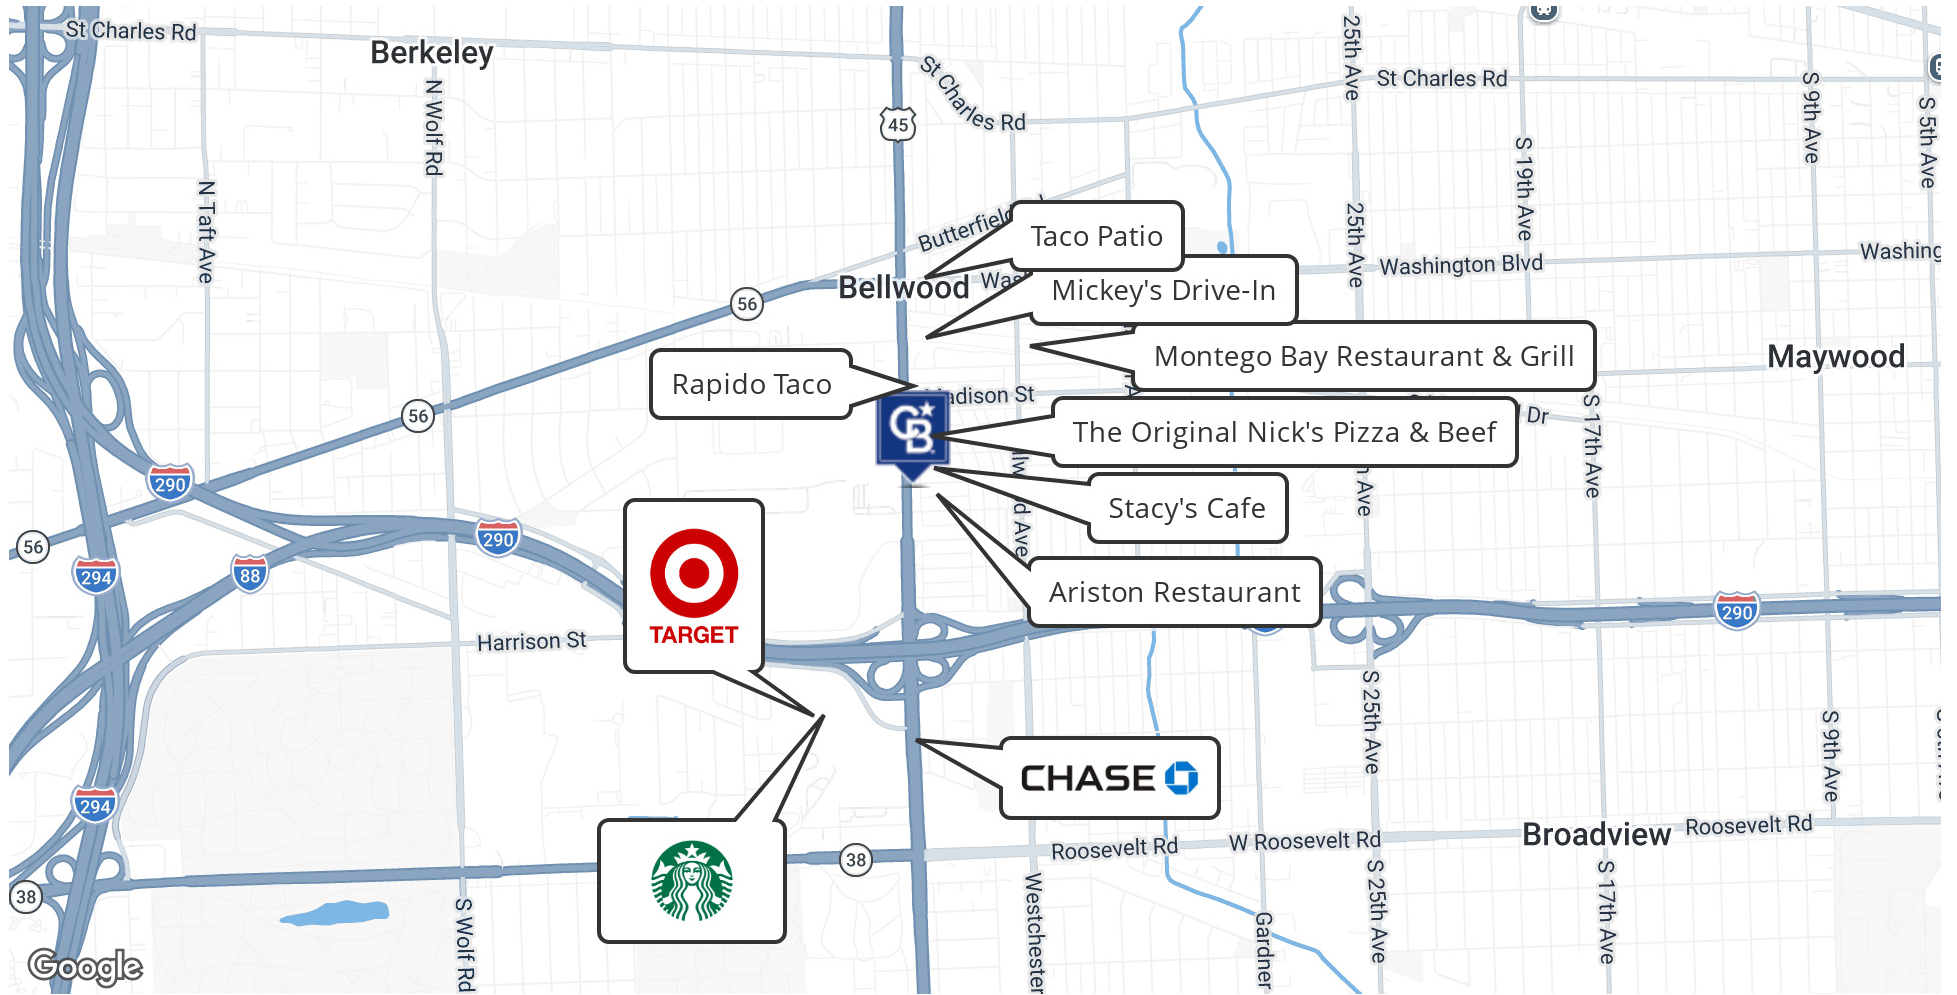 St Charles Rd
Berkeley
25th Ave
St Charles Rd
St Charles Rd
N Wolf Rd
S 9th Ave
S 5th Ave
45
S 19th Ave
N Taft Ave
Taco Patio
25th Ave
Washington Blvd
Bellwood
56
Mickey's Drive-In
Montego Bay Restaurant & Grill
Maywood
Rapido Taco
56
CB
The Original Nick's Pizza & Beef
Dr
S 17th Ave
290
Stacy's Cafe
Ave
290
56
294
88
Ariston Restaurant
290
TARGET
Harrison St
S 25th Ave
S 9th Ave
CHASE
294
Broadview
Roosevelt Rd
38
Roosevelt Rd
W Roosevelt Rd
38
S Wolf Rd
Westchester
Gardner
S 25th Ave
S 17th Ave
Google